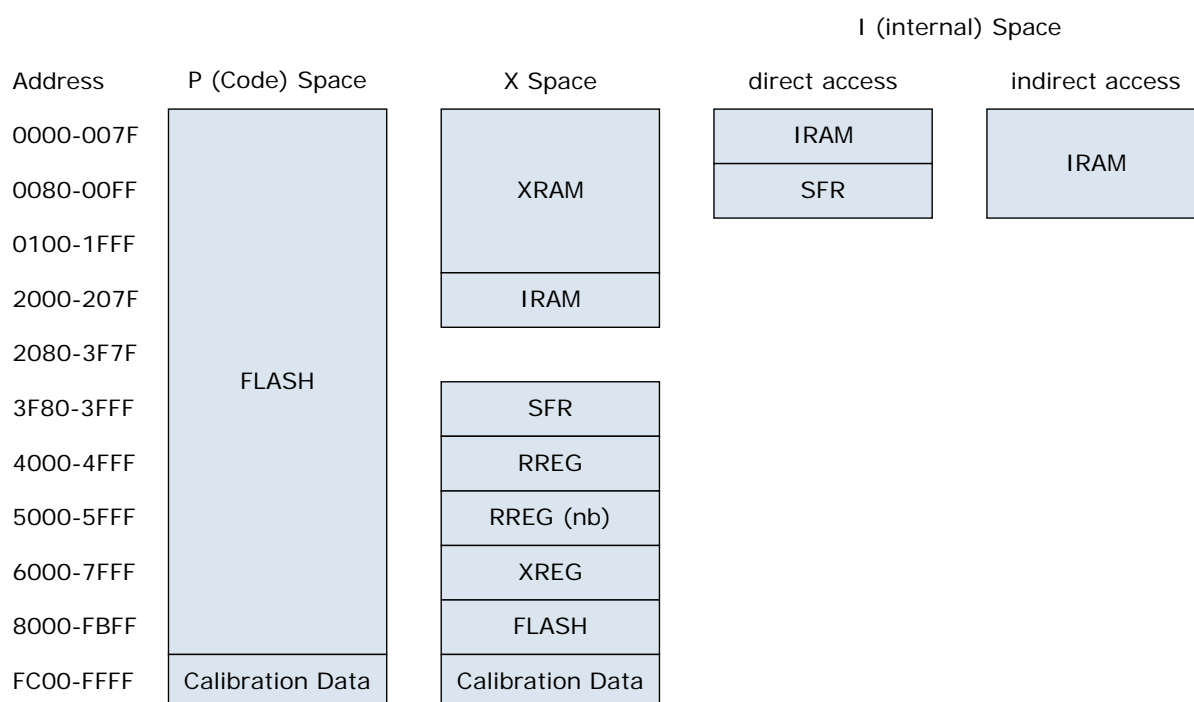 I (internal) Space
Address P (Code) Space X Space direct access indirect access
0000-007F IRAM
IRAM
0080-00FF XRAM SFR
0100-1FFF
2000-207F IRAM
2080-3F7F
FLASH
3F80-3FFF SFR
4000-4FFF RREG
5000-5FFF RREG (nb)
6000-7FFF XREG
8000-FBFF FLASH
FC00-FFFF Calibration Data Calibration Data